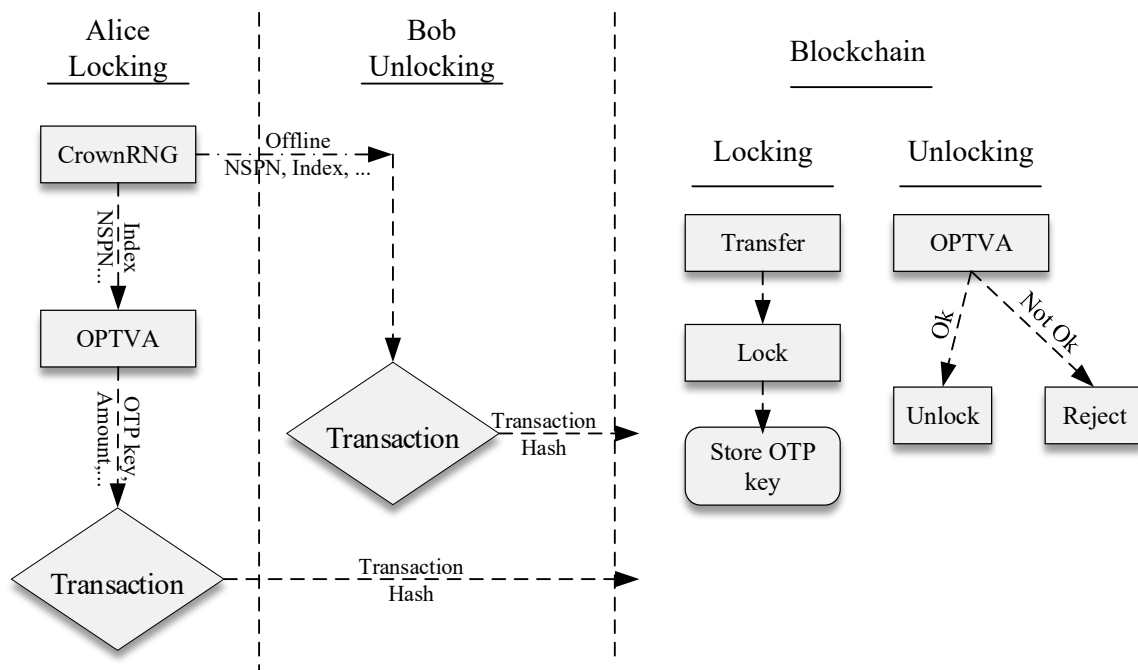 Alice
Locking
Bob
Unlocking
Blockchain
CrownRNG
Offline
NSPN, Index, ...
Locking
Unlocking
Index
NSPN...
Transfer
OPTVA
OPTVA
Lock
Ok
Not Ok
OTP key,
Amount,...
Unlock
Reject
Transaction
Transaction
Hash
Store OTP
key
Transaction
Transaction
Hash